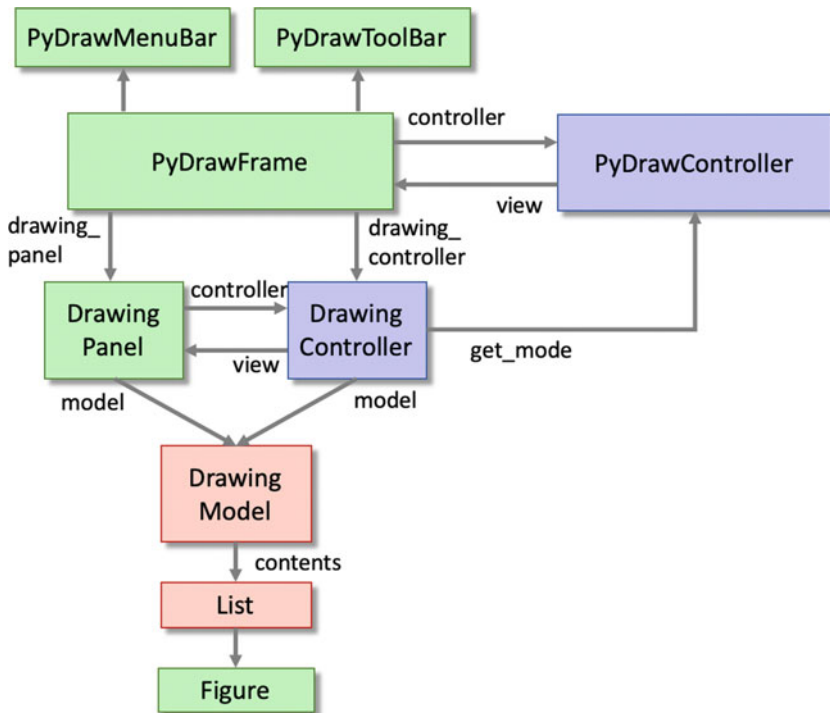 PyDrawMenuBar
PyDrawToolBar
PyDrawFrame
controller
PyDrawController
view
drawing_
panel
drawing_
controller
Drawing
Panel
controller
view
Drawing
Controller
get_mode
model
model
Drawing
Model
contents
List
Figure